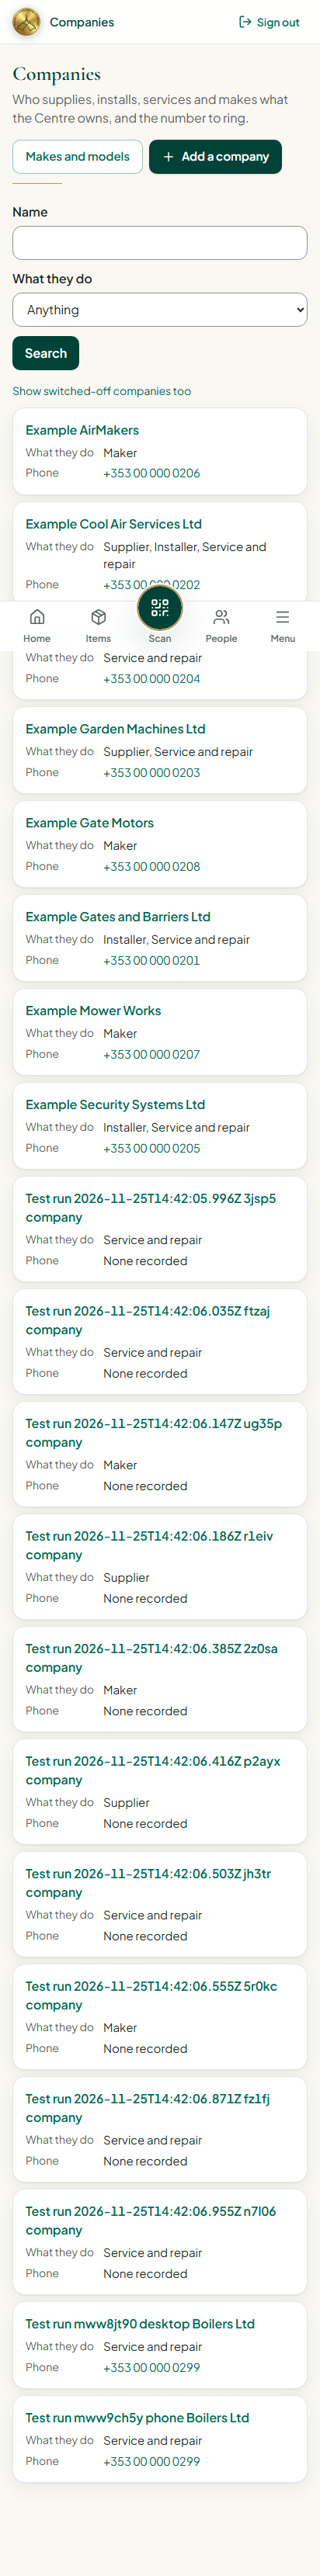 Companies
Sign out
Companies
Who supplies, installs, services and makes what
the Centre owns, and the number to ring.
Makes and models
Add a company
Name
What they do
Anything
Search
Show switched-off companies too
Example AirMakers
What they do Maker
Phone +353 00 000 0206
Example Cool Air Services Ltd
What they do Supplier, Installer, Service and
repair
Phone +353 00 000 0202
Home
Items
Scan
People
Menu
What they do Service and repair
Phone +353 00 000 0204
Example Garden Machines Ltd
What they do Supplier, Service and repair
Phone +353 00 000 0203
Example Gate Motors
What they do Maker
Phone +353 00 000 0208
Example Gates and Barriers Ltd
What they do Installer, Service and repair
Phone +353 00 000 0201
Example Mower Works
What they do Maker
Phone +353 00 000 0207
Example Security Systems Ltd
What they do Installer, Service and repair
Phone +353 00 000 0205
Test run 2026-11-25T14:42:05.996Z 3jsp5
company
What they do Service and repair
Phone None recorded
Test run 2026-11-25T14:42:06.035Z ftzaj
company
What they do Service and repair
Phone None recorded
Test run 2026-11-25T14:42:06.147Z ug35p
company
What they do Maker
Phone None recorded
Test run 2026-11-25T14:42:06.186Z r1eiv
company
What they do Supplier
Phone None recorded
Test run 2026-11-25T14:42:06.385Z 2z0sa
company
What they do Maker
Phone None recorded
Test run 2026-11-25T14:42:06.416Z p2ayx
company
What they do Supplier
Phone None recorded
Test run 2026-11-25T14:42:06.503Z jh3tr
company
What they do Service and repair
Phone None recorded
Test run 2026-11-25T14:42:06.555Z 5r0kc
company
What they do Maker
Phone None recorded
Test run 2026-11-25T14:42:06.871Z fz1fj
company
What they do Service and repair
Phone None recorded
Test run 2026-11-25T14:42:06.955Z n7l06
company
What they do Service and repair
Phone None recorded
Test run mww8jt90 desktop Boilers Ltd
What they do Service and repair
Phone +353 00 000 0299
Test run mww9ch5y phone Boilers Ltd
What they do Service and repair
Phone +353 00 000 0299